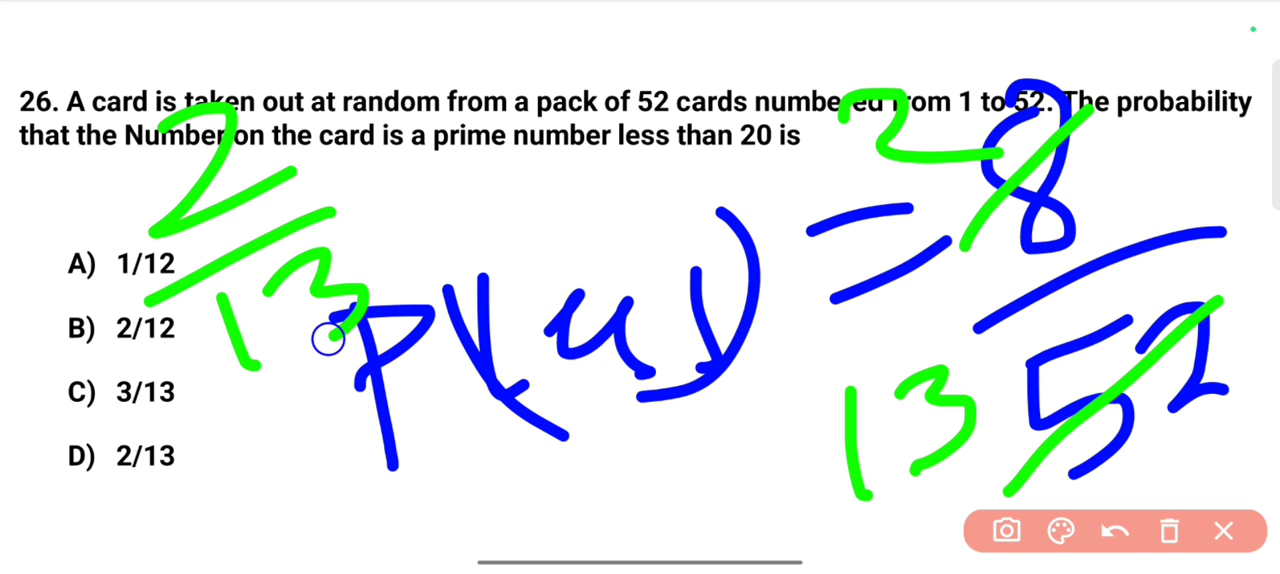 26. A card is taken out at random from a pack of 52 cards numbered from 1 to 52. The probability
that the Number on the card is a prime number less than 20 is
A) 1/12
B) 2/12
C) 3/13
D) 2/13
2
13
= 2 8
13 52